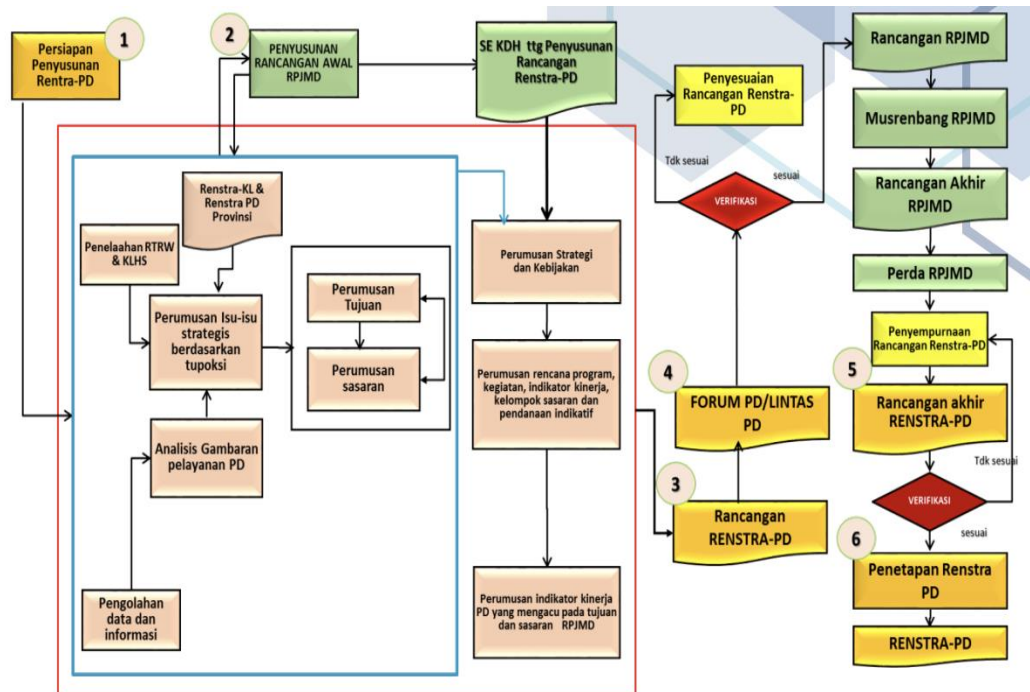 1
Persiapan
Penyusunan
Rentra-PD
2
PENYUSUNAN
RANCANGAN AWAL
RPJMD
SE KDH ttg Penyusunan
Rancangan
Renstra-PD
Renstra-KL &
Renstra PD
Provinsi
Penelaahan RTRW
& KLHS
Perumusan Isu-isu
strategis
berdasarkan
tupoksi
Analisis Gambaran
pelayanan PD
Pengolahan
data dan
informasi
Perumusan
Tujuan
Perumusan
sasaran
Perumusan Strategi
dan Kebijakan
Perumusan rencana program,
kegiatan, indikator kinerja,
kelompok sasaran dan
pendanaan indikatif
Perumusan indikator kinerja
PD yang mengacu pada tujuan
dan sasaran RPJMD
3
Rancangan
RENSTRA-PD
4
FORUM PD/LINTAS
PD
VERIFIKASI
Tdk sesuai
sesuai
Penyesuaian
Rancangan Renstra-
PD
Rancangan RPJMD
Musrenbang RPJMD
Rancangan Akhir
RPJMD
Perda RPJMD
Penyempurnaan
Rancangan Renstra-PD
5
Rancangan akhir
RENSTRA-PD
Tdk sesuai
VERIFIKASI
sesuai
6
Penetapan Renstra
PD
RENSTRA-PD